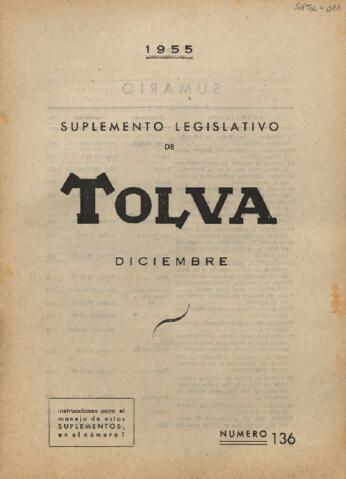 1955
SUMARIO
SUPLEMENTO LEGISLATIVO
DE
TOLVA
DICIEMBRE
instrucciones para el
manejo de estos
SUPLEMENTOS,
en el número 1
NUMERO 136